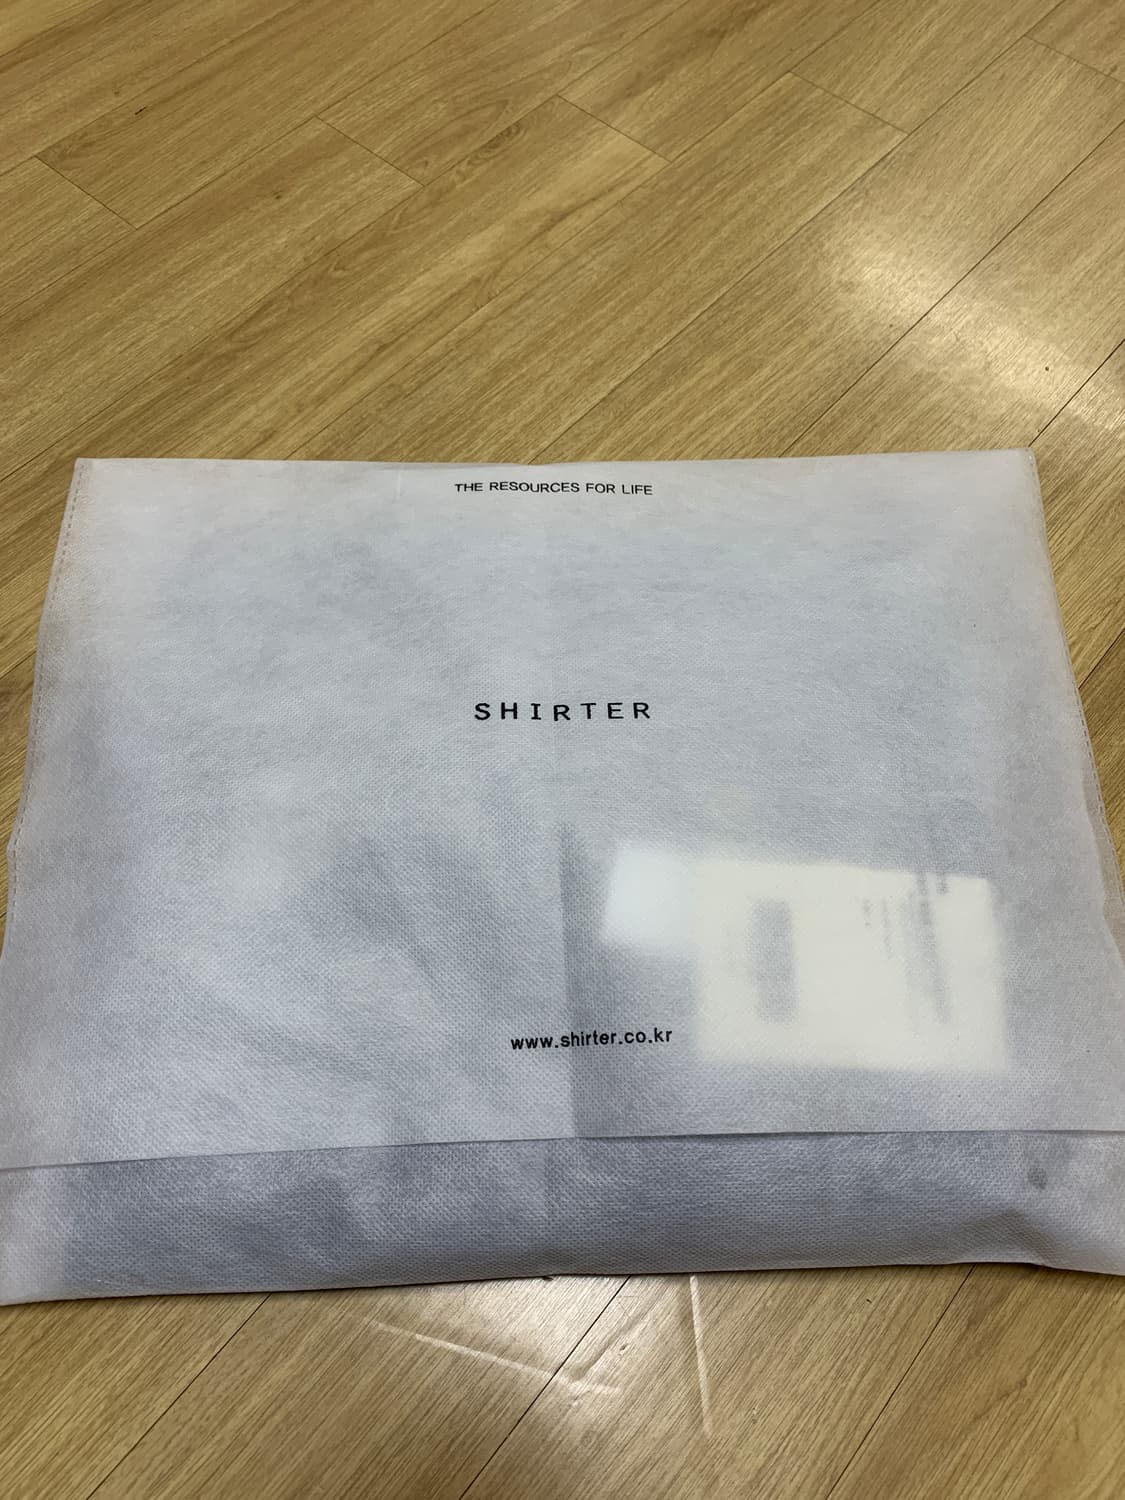 THE RESOURCES FOR LIFE
SHIRTER
www.shirter.co.kr